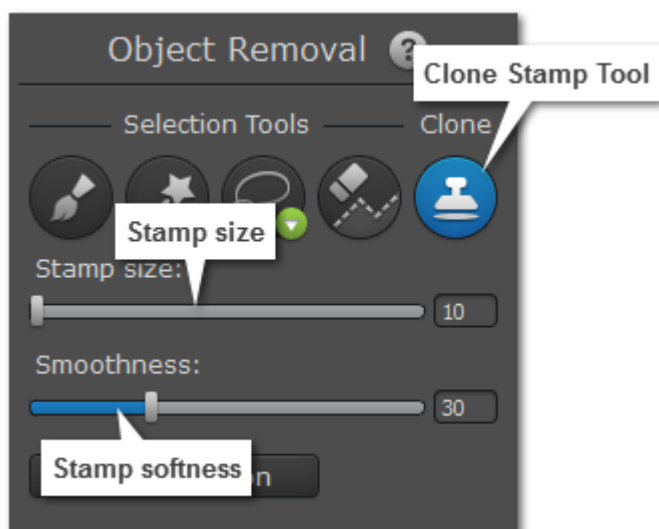 Object Removal ?
Clone Stamp Tool
Selection Tools
Clone
Stamp size
Stamp size:
10
Smoothness:
30
Stamp softness